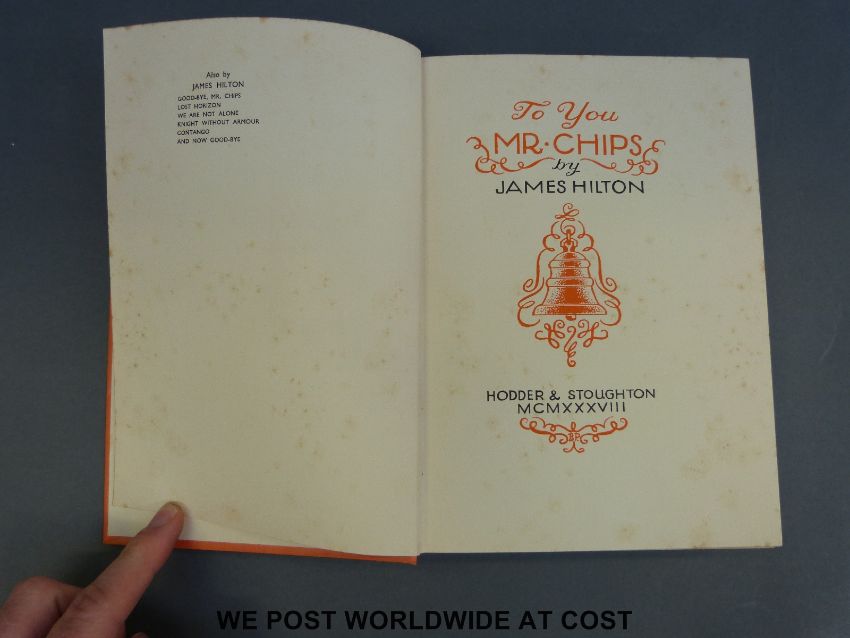 Also by
JAMES HILTON
GOOD-BYE, MR. CHIPS
LOST HORIZON
WE ARE NOT ALONE
KNIGHT WITHOUT ARMOUR
CONTANGO
AND NOW GOOD-BYE
To You
MR·CHIPS
by
JAMES HILTON
HODDER & STOUGHTON
MCMXXXVIII
BP
WE POST WORLDWIDE AT COST